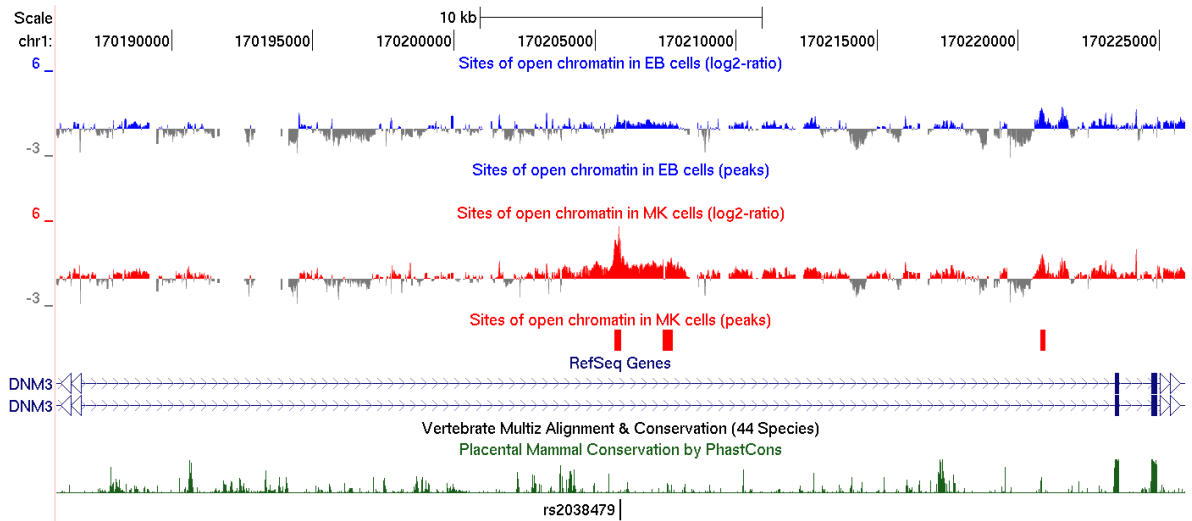 Scale 10 kb
chr1: 170190000 170195000 170200000 170205000 170210000 170215000 170220000 170225000
Sites of open chromatin in EB cells (log2-ratio)
6
-3
Sites of open chromatin in EB cells (peaks)
Sites of open chromatin in MK cells (log2-ratio)
6
-3
Sites of open chromatin in MK cells (peaks)
RefSeq Genes
DNM3
DNM3
Vertebrate Multiz Alignment & Conservation (44 Species)
Placental Mammal Conservation by PhastCons
rs2038479